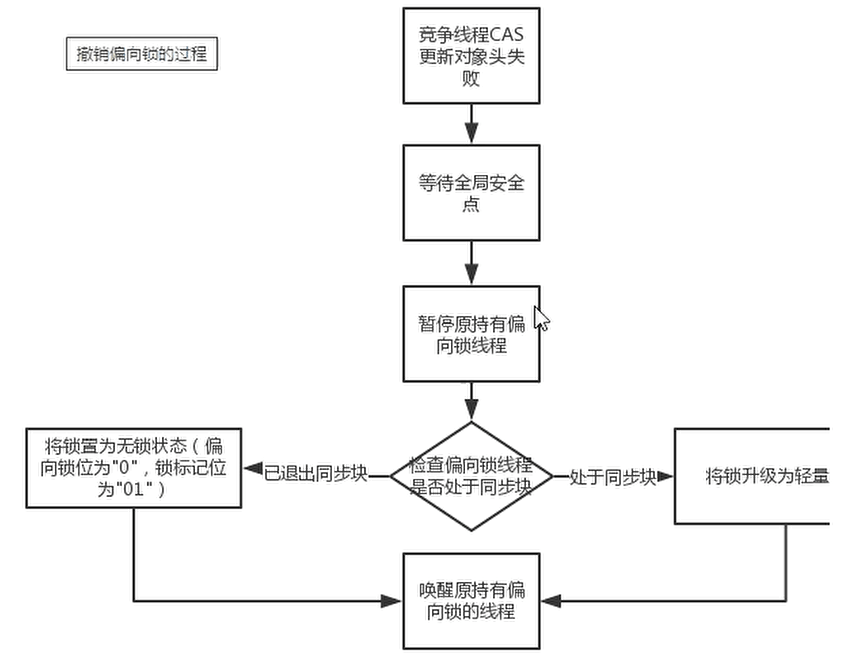 撤销偏向锁的过程
竞争线程CAS
更新对象头失
败
等待全局安全
点
暂停原持有偏
向锁线程
检查偏向锁线程
是否处于同步块
已退出同步块
处于同步块
将锁置为无锁状态（偏
向锁位为"0"，锁标记位
为"01"）
将锁升级为轻量
唤醒原持有偏
向锁的线程